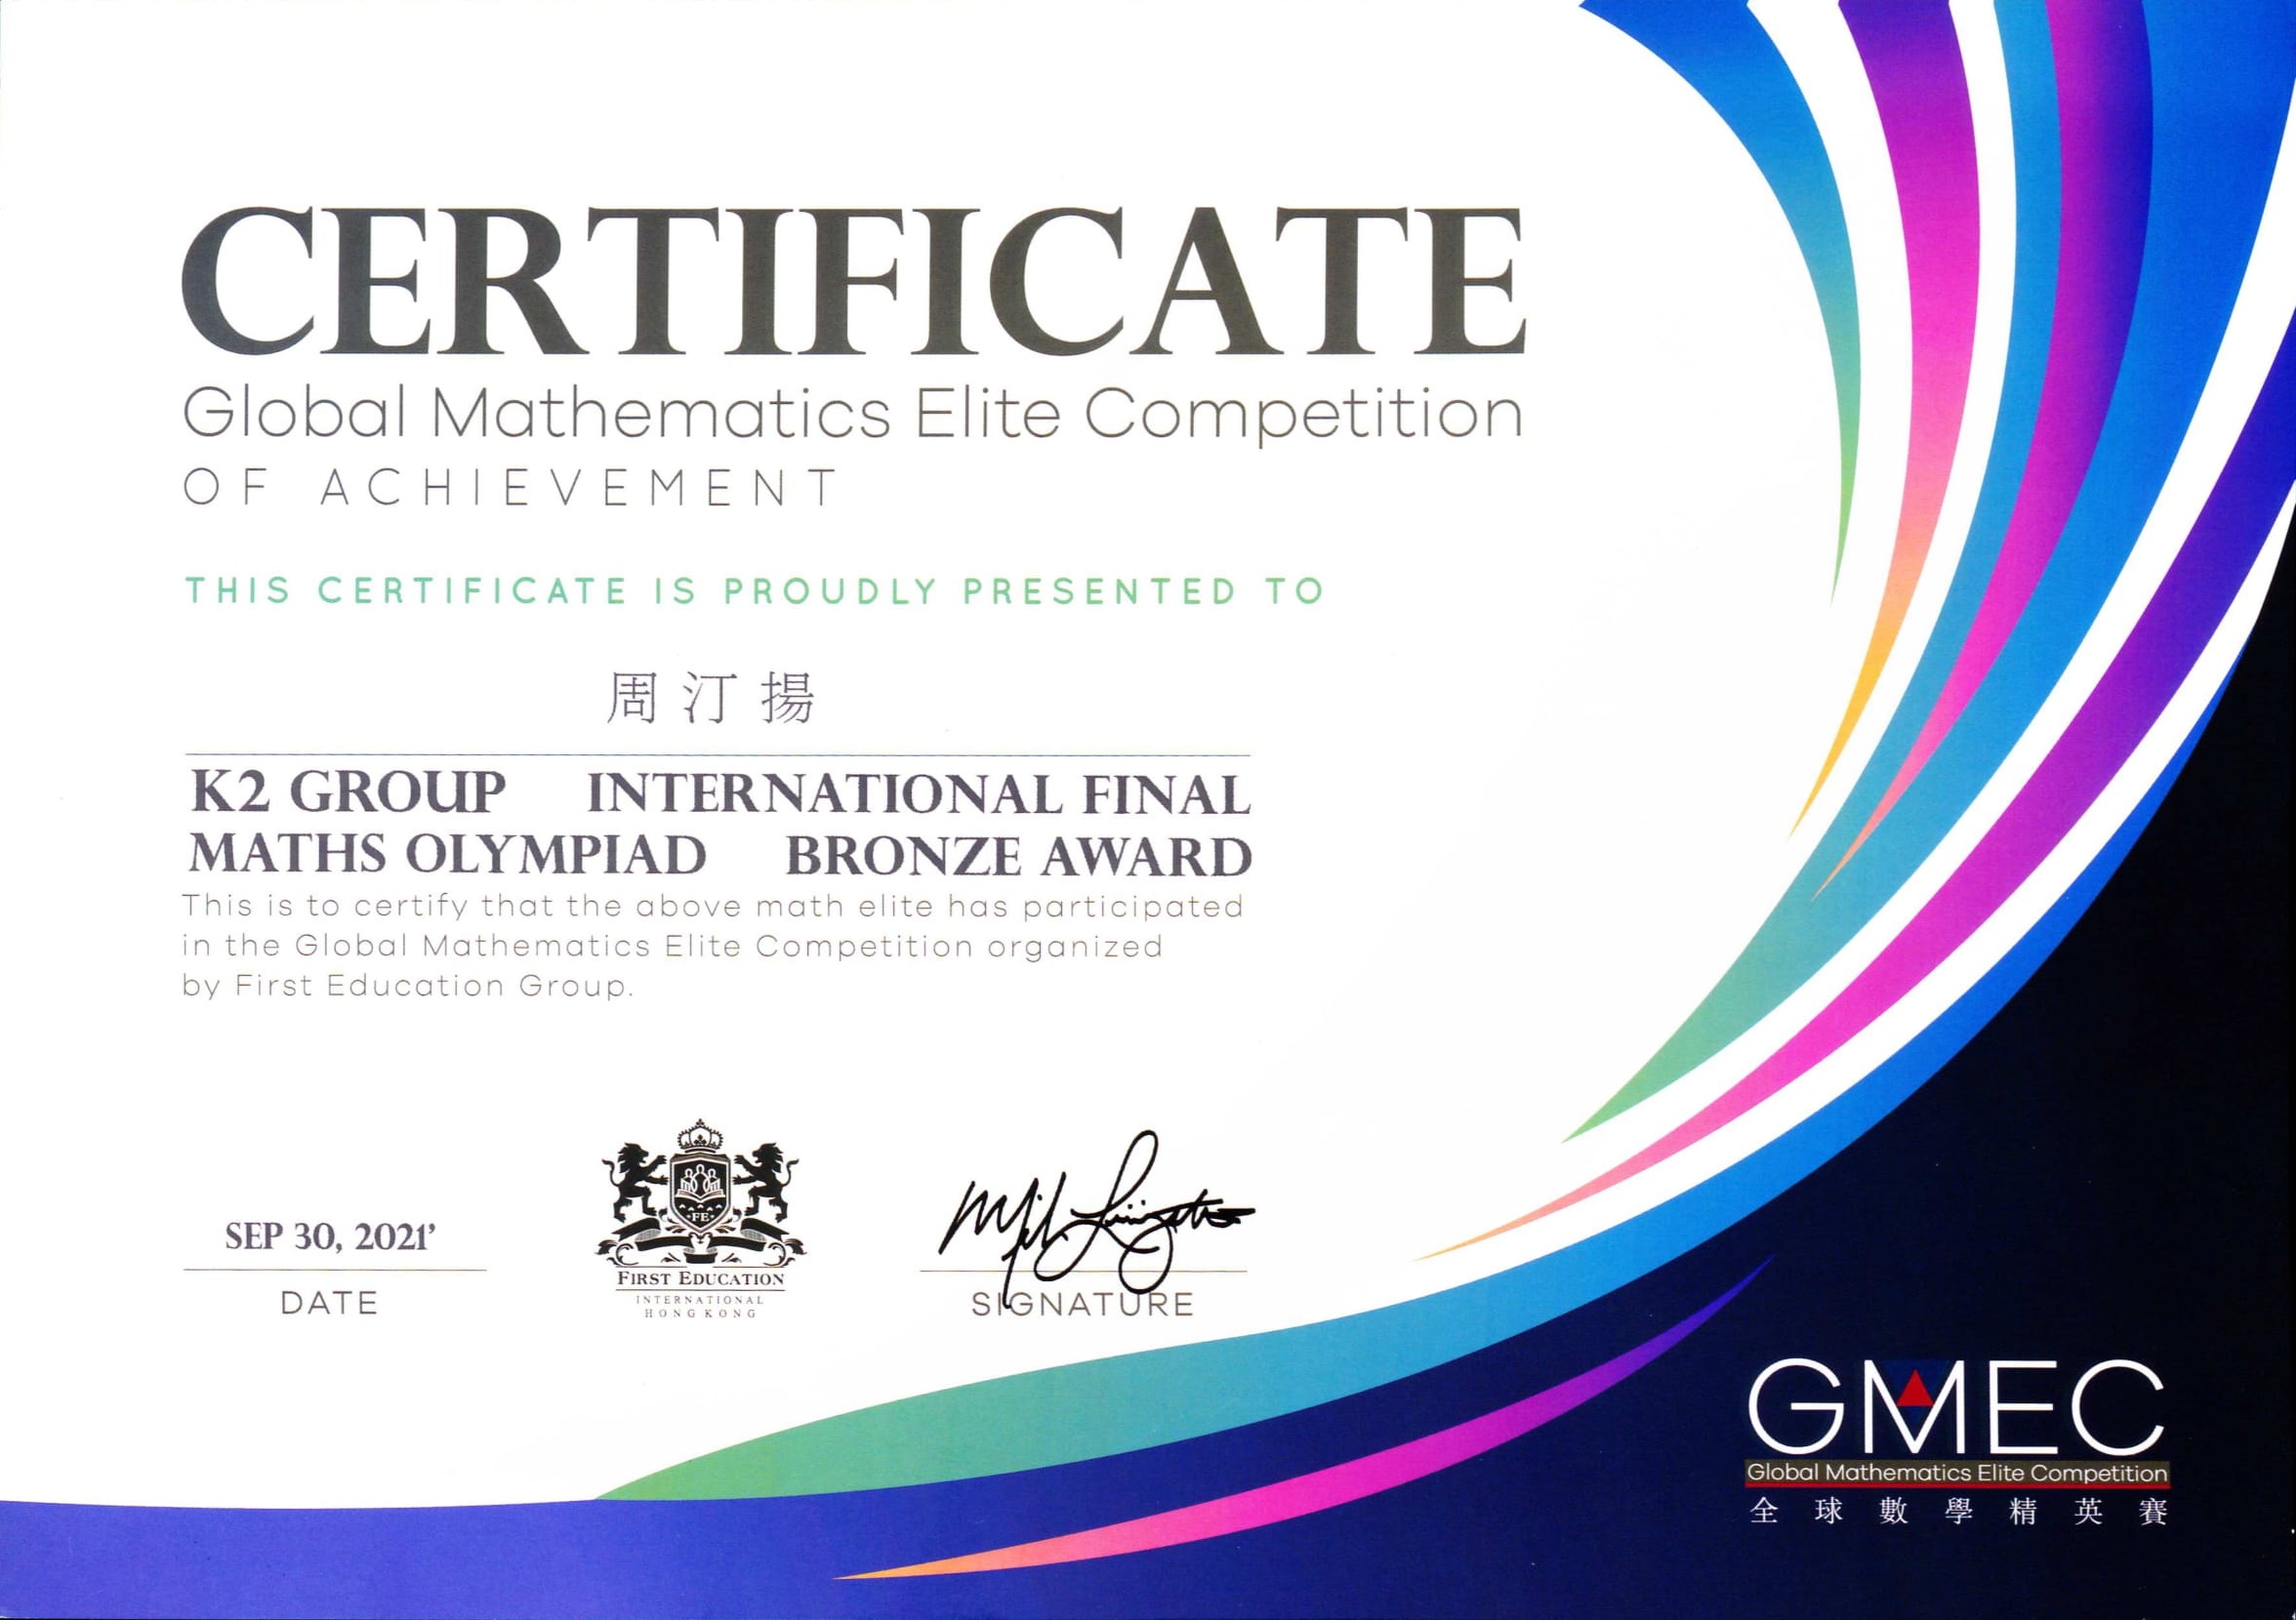 CERTIFICATE
Global Mathematics Elite Competition
OF ACHIEVEMENT
THIS CERTIFICATE IS PROUDLY PRESENTED TO
周汀揚
K2 GROUP INTERNATIONAL FINAL
MATHS OLYMPIAD BRONZE AWARD
This is to certify that the above math elite has participated
in the Global Mathematics Elite Competition organized
by First Education Group.
SEP 30, 2021'
DATE
FE
FIRST EDUCATION
INTERNATIONAL
HONG KONG
SIGNATURE
GMEC
Global Mathematics Elite Competition
全球數學精英賽